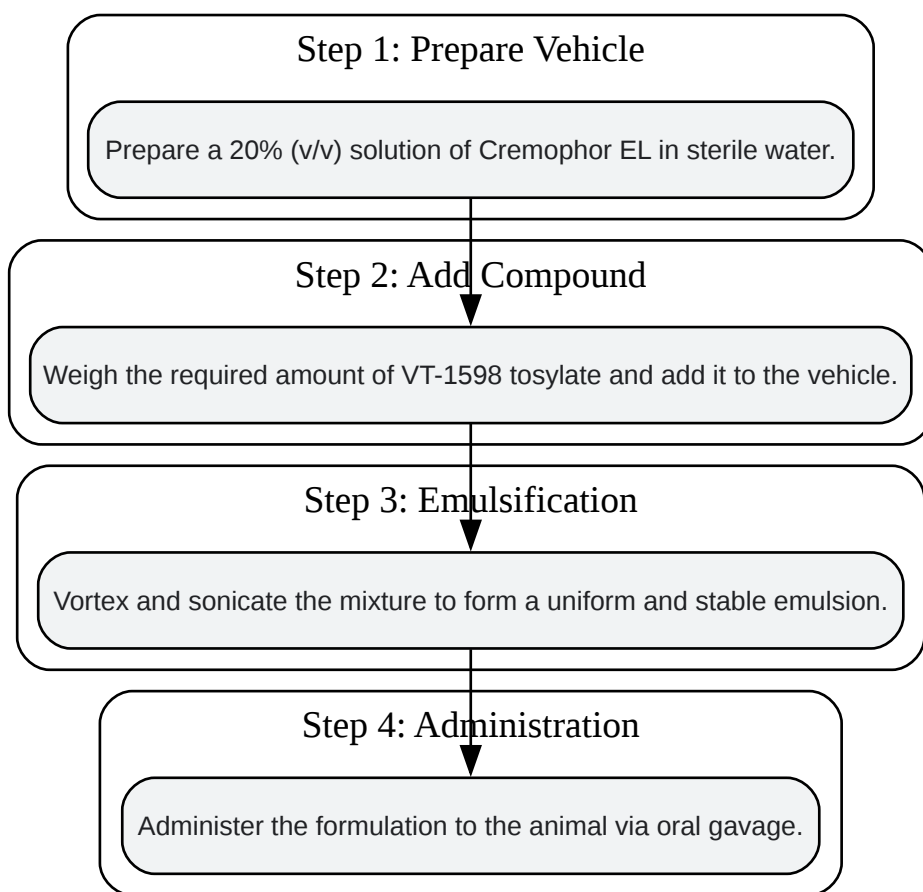 Step 1: Prepare Vehicle
Prepare a 20% (v/v) solution of Cremophor EL in sterile water.
Step 2: Add Compound
Weigh the required amount of VT-1598 tosylate and add it to the vehicle.
Step 3: Emulsification
Vortex and sonicate the mixture to form a uniform and stable emulsion.
Step 4: Administration
Administer the formulation to the animal via oral gavage.